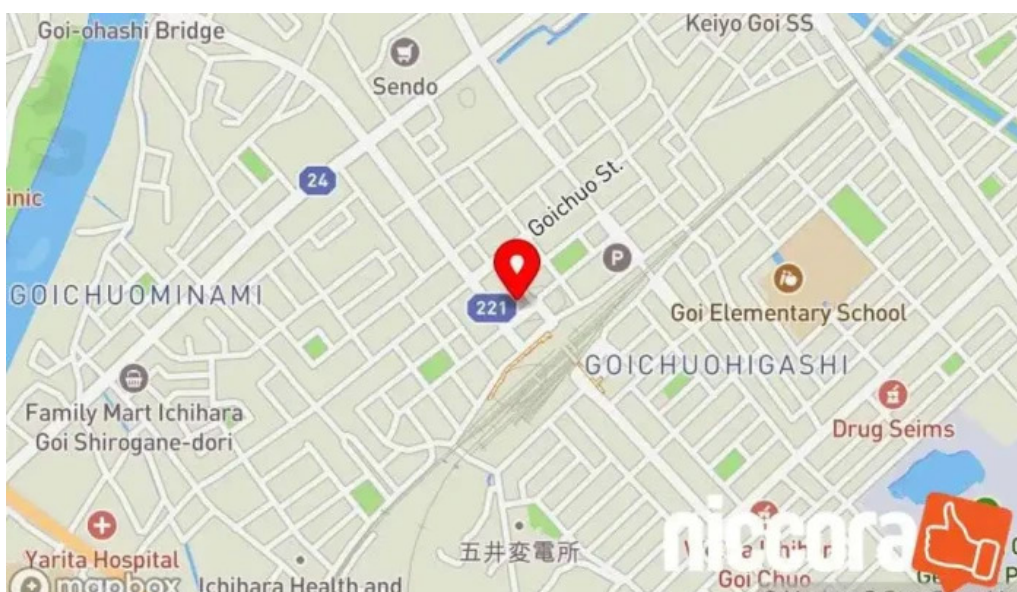 Goi-ohashi Bridge
Keiyo Goi SS
Sendo
24
inic
Goichuo St.
P
GOICHUOMINAMI
221
Goi Elementary School
GOICHUOHIGASHI
Family Mart Ichihara
Goi Shirogane-dori
Drug Seims
Yarita Hospital
五井変電所
niccora
Goi Chuo
mapbox
Ichihara Health and